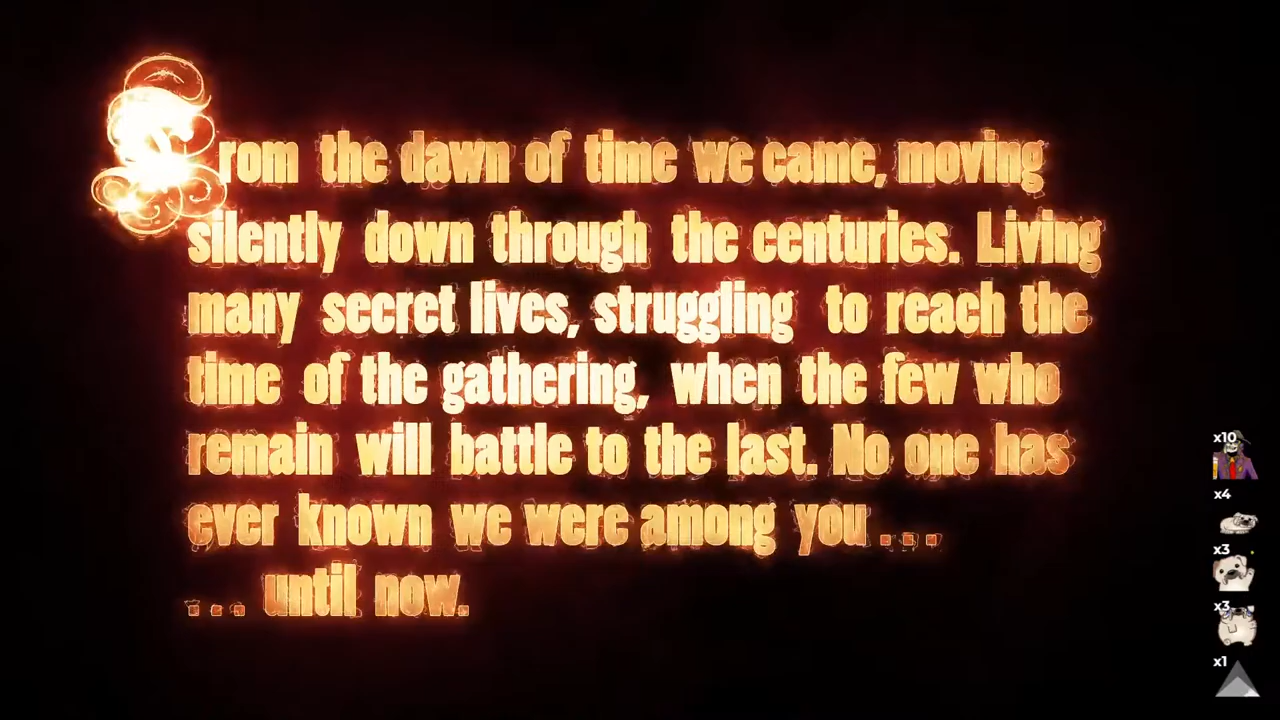 From the dawn of time we came, moving
silently down through the centuries. Living
many secret lives, struggling to reach the
time of the gathering, when the few who
remain will battle to the last. No one has
ever known we were among you . . .
. . . until now.
x10
x4
x3
x3
x1